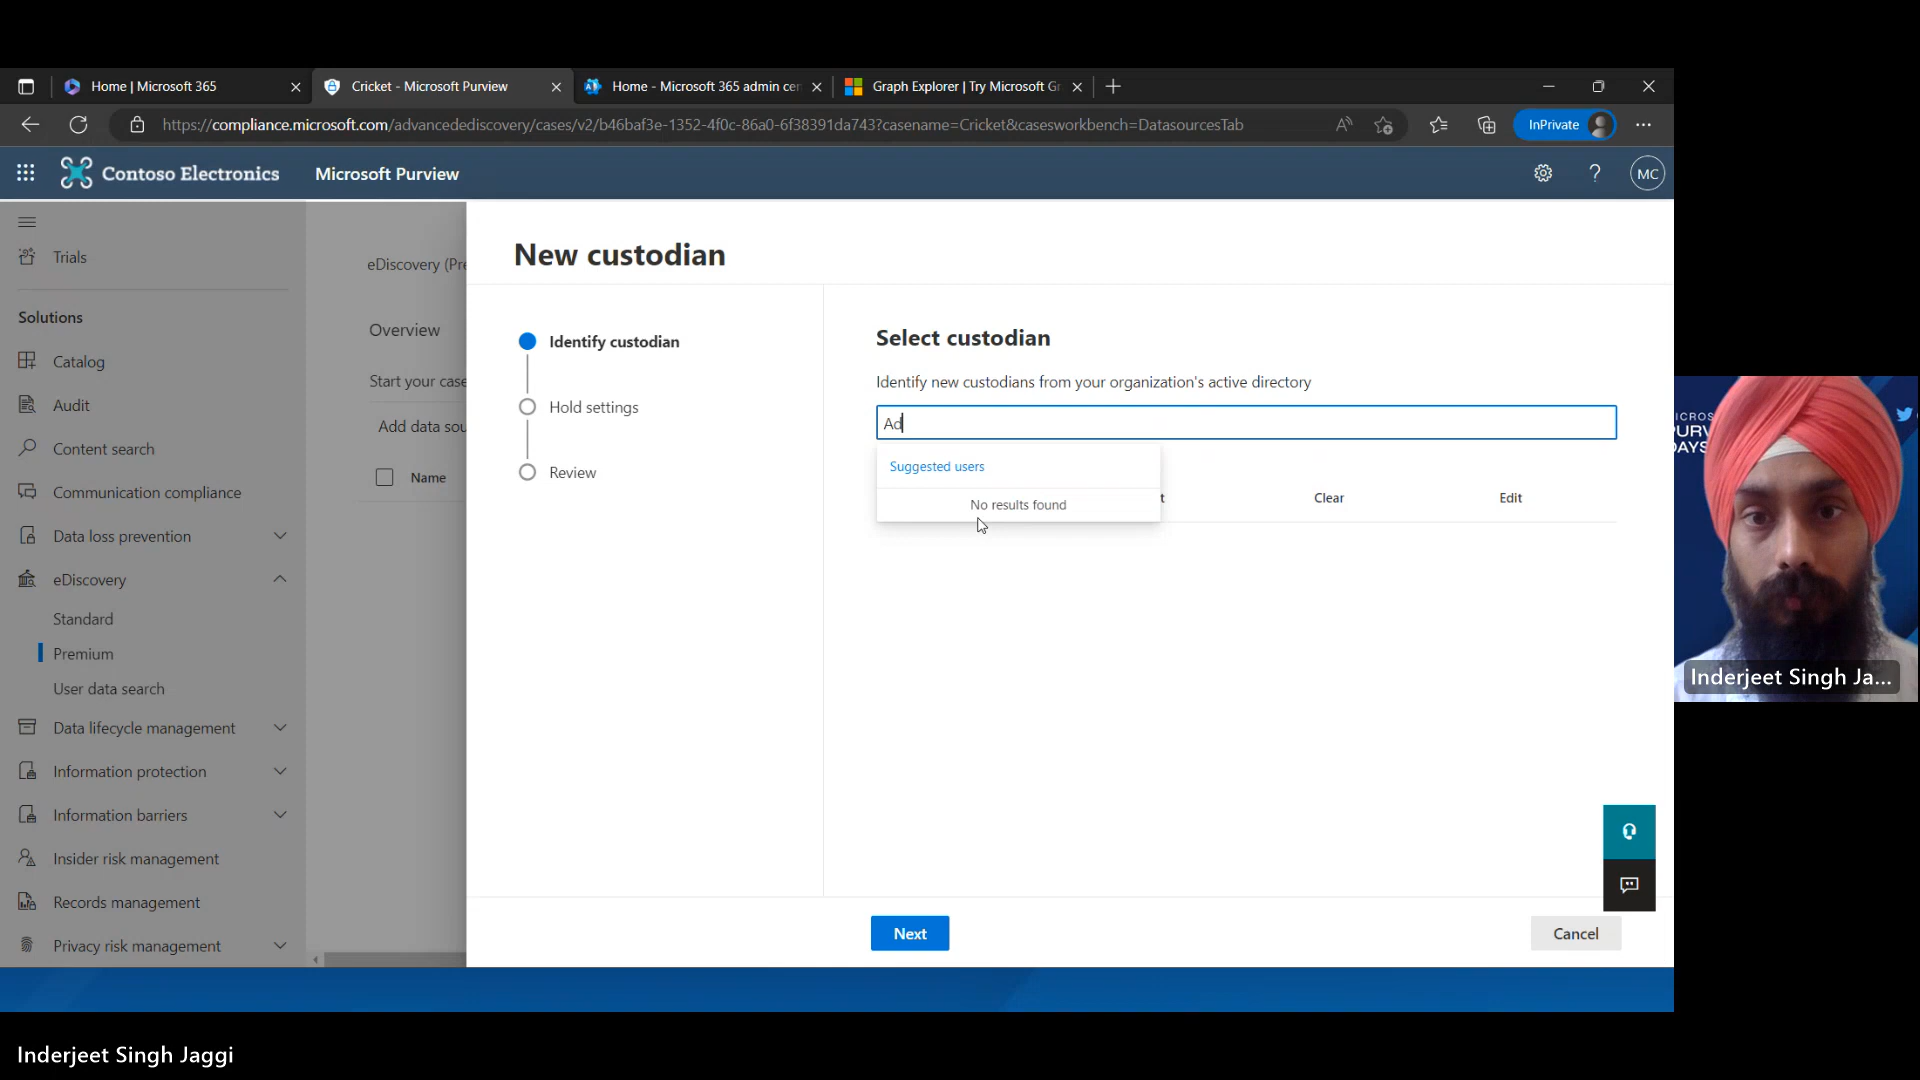 Home | Microsoft 365
Cricket - Microsoft Purview
Home - Microsoft 365 admin cen
Graph Explorer | Try Microsoft Gr
https://compliance.microsoft.com/advancedediscovery/cases/v2/b46baf3e-1352-4f0c-86a0-6f38391da743?casename=Cricket&casesworkbench=DatasourcesTab
InPrivate
Contoso Electronics
Microsoft Purview
MC
Trials
Solutions
Catalog
Audit
Content search
Communication compliance
Data loss prevention
eDiscovery
Standard
Premium
User data search
Data lifecycle management
Information protection
Information barriers
Insider risk management
Records management
Privacy risk management
eDiscovery (Pre
Overview
Start your case
Add data sou
Name
New custodian
Identify custodian
Hold settings
Review
Select custodian
Identify new custodians from your organization's active directory
Ad
Suggested users
No results found
t
Clear
Edit
Next
Cancel
MICROS
PURV
DAYS
Inderjeet Singh Ja...
Inderjeet Singh Jaggi